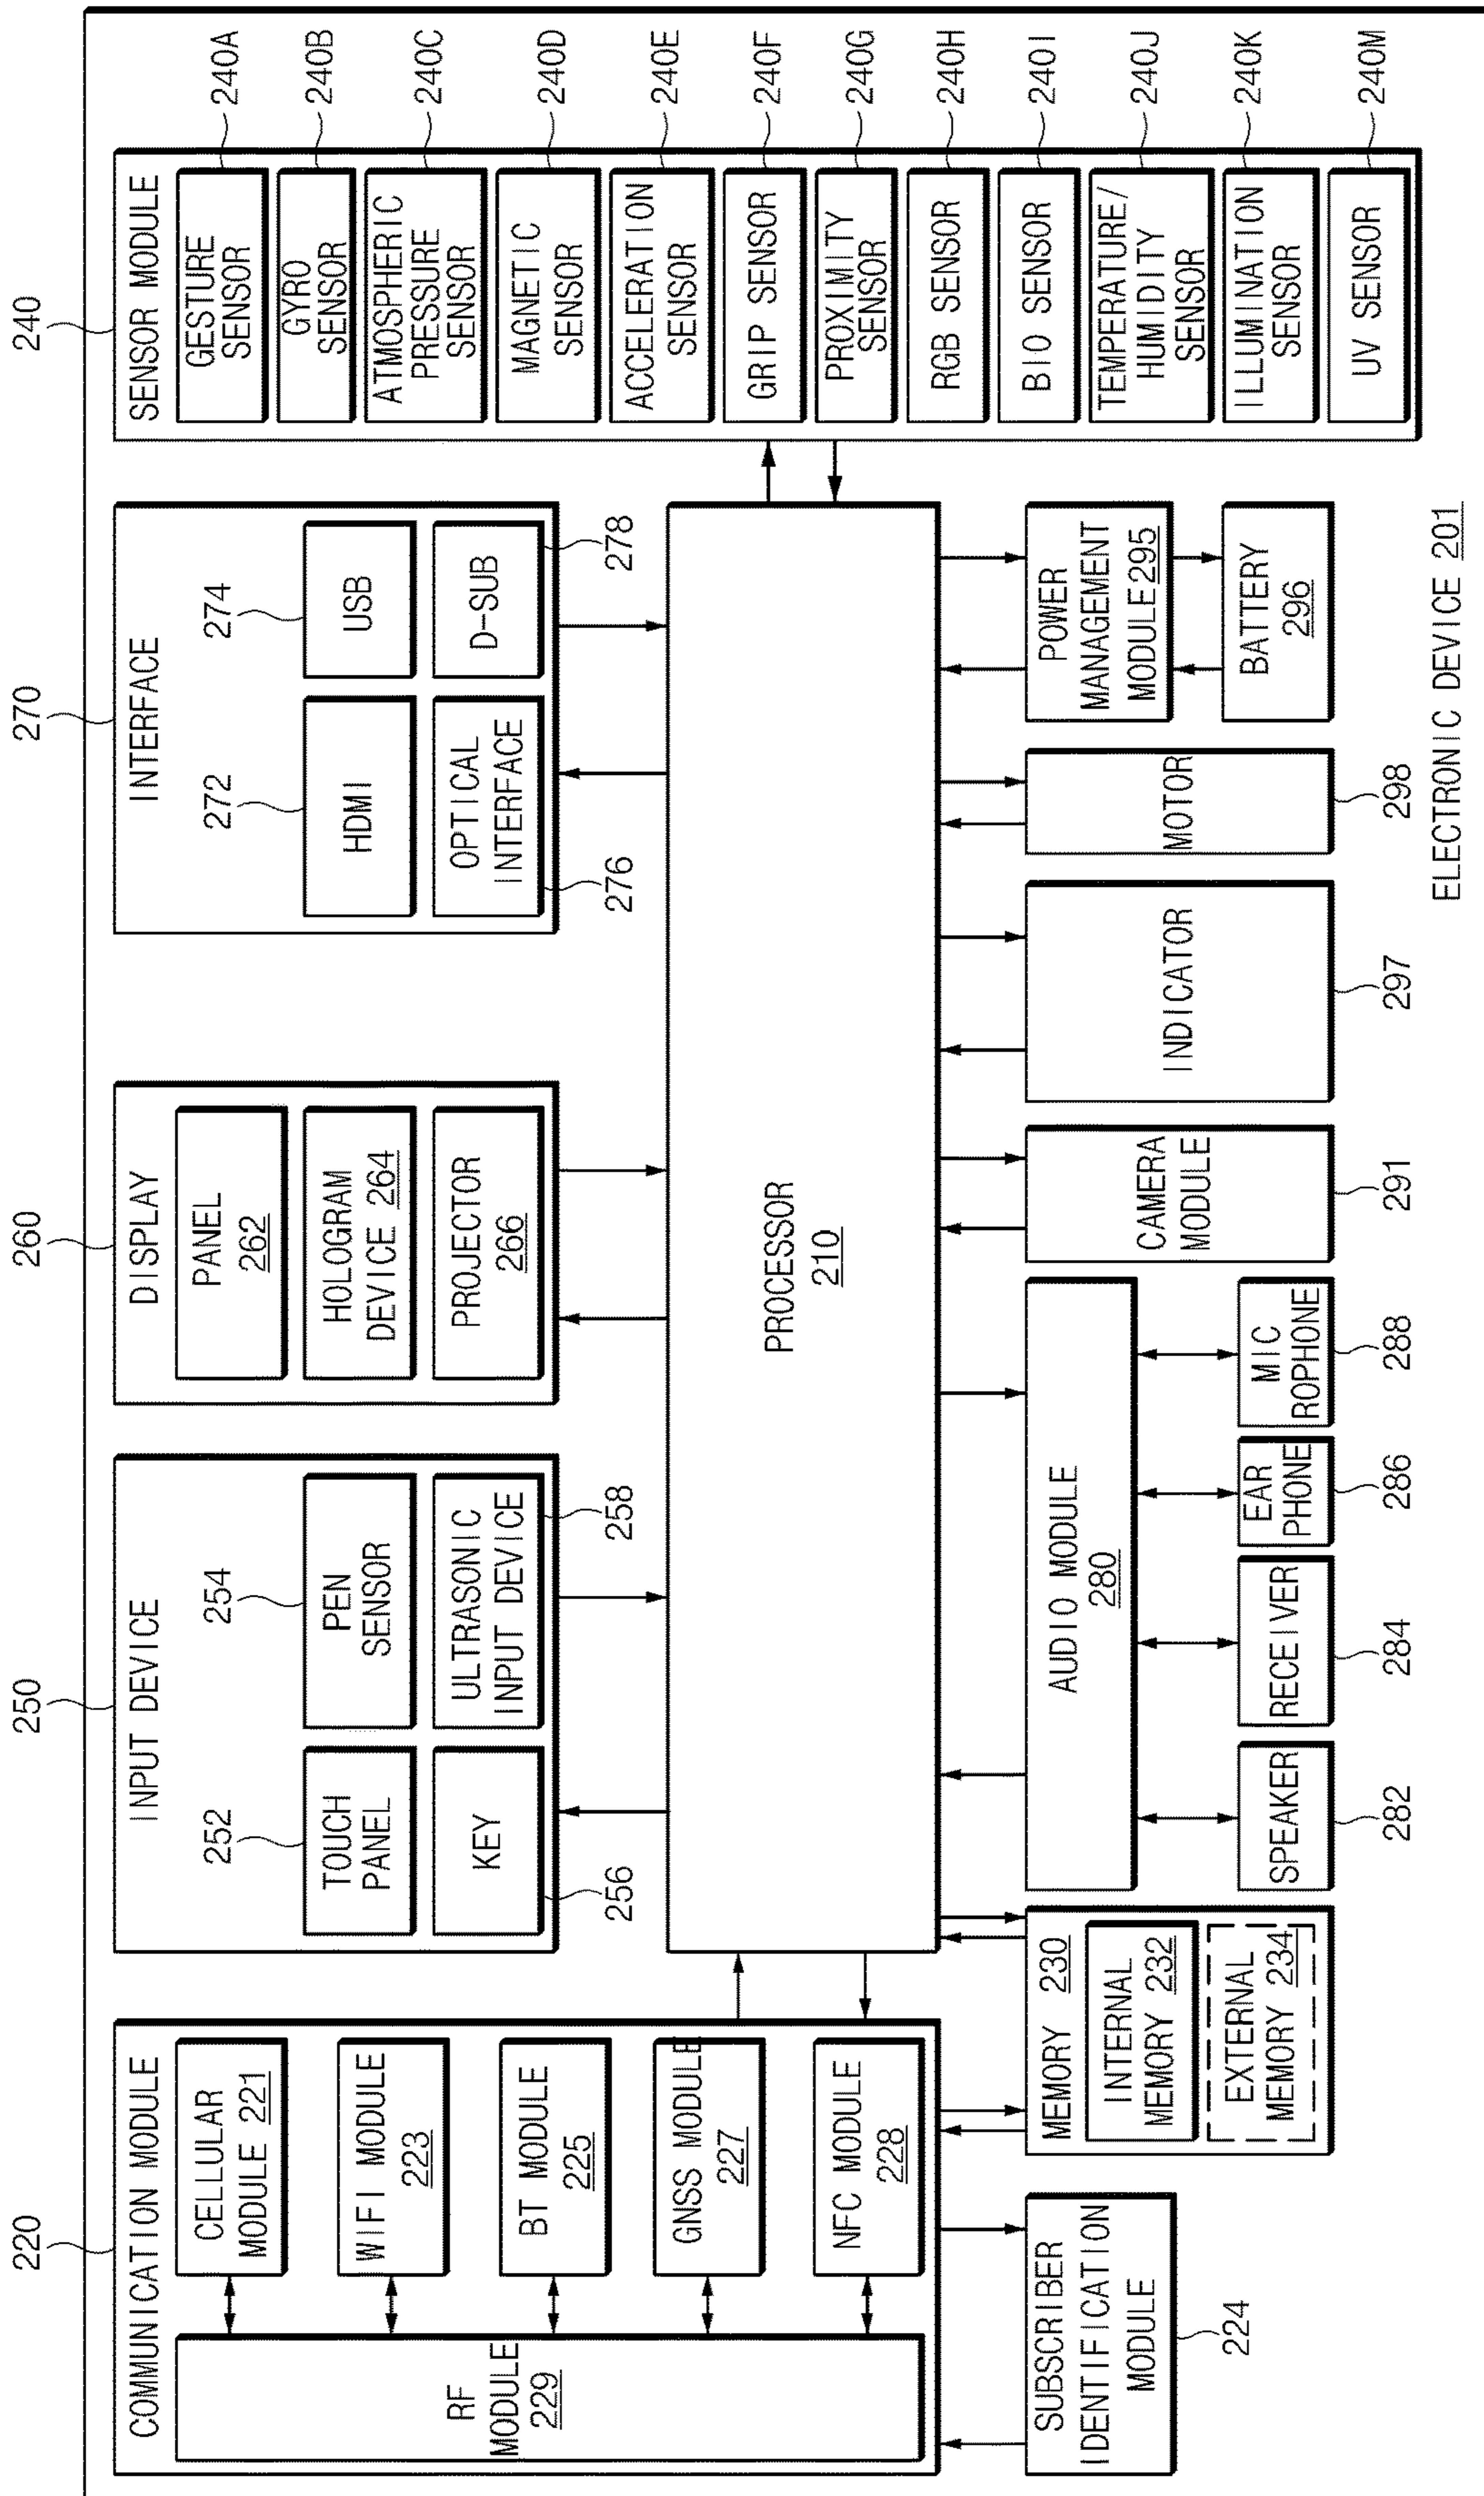 220
COMMUNICATION MODULE
RF
MODULE
229
CELLULAR
MODULE 221
WIFI MODULE
223
BT MODULE
225
GNSS MODULE
227
NFC MODULE
228
SUBSCRIBER
IDENTIFICATION
MODULE
224
250
INPUT DEVICE
252
TOUCH
PANEL
254
PEN
SENSOR
KEY
256
ULTRASONIC
INPUT DEVICE
258
260
DISPLAY
PANEL
262
HOLOGRAM
DEVICE 264
PROJECTOR
266
270
INTERFACE
272
HDMI
274
USB
OPTICAL
INTERFACE
276
D-SUB
278
240
SENSOR MODULE
GESTURE
SENSOR
240A
GYRO
SENSOR
240B
ATMOSPHERIC
PRESSURE
SENSOR
240C
MAGNETIC
SENSOR
240D
ACCELERATION
SENSOR
240E
GRIP SENSOR
240F
PROXIMITY
SENSOR
240G
RGB SENSOR
240H
BIO SENSOR
240I
TEMPERATURE/
HUMIDITY
SENSOR
240J
ILLUMINATION
SENSOR
240K
UV SENSOR
240M
PROCESSOR
210
MEMORY 230
INTERNAL
MEMORY 232
EXTERNAL
MEMORY 234
AUDIO MODULE
280
SPEAKER
282
RECEIVER
284
EAR
PHONE
286
MIC
ROPHONE
288
CAMERA
MODULE
291
INDICATOR
297
MOTOR
298
POWER
MANAGEMENT
MODULE 295
BATTERY
296
ELECTRONIC DEVICE 201